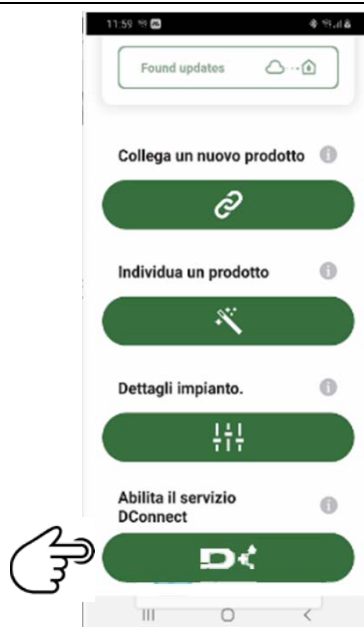 11:59
Found updates
Collega un nuovo prodotto
Individua un prodotto
Dettagli impianto.
Abilita il servizio
DConnect
D